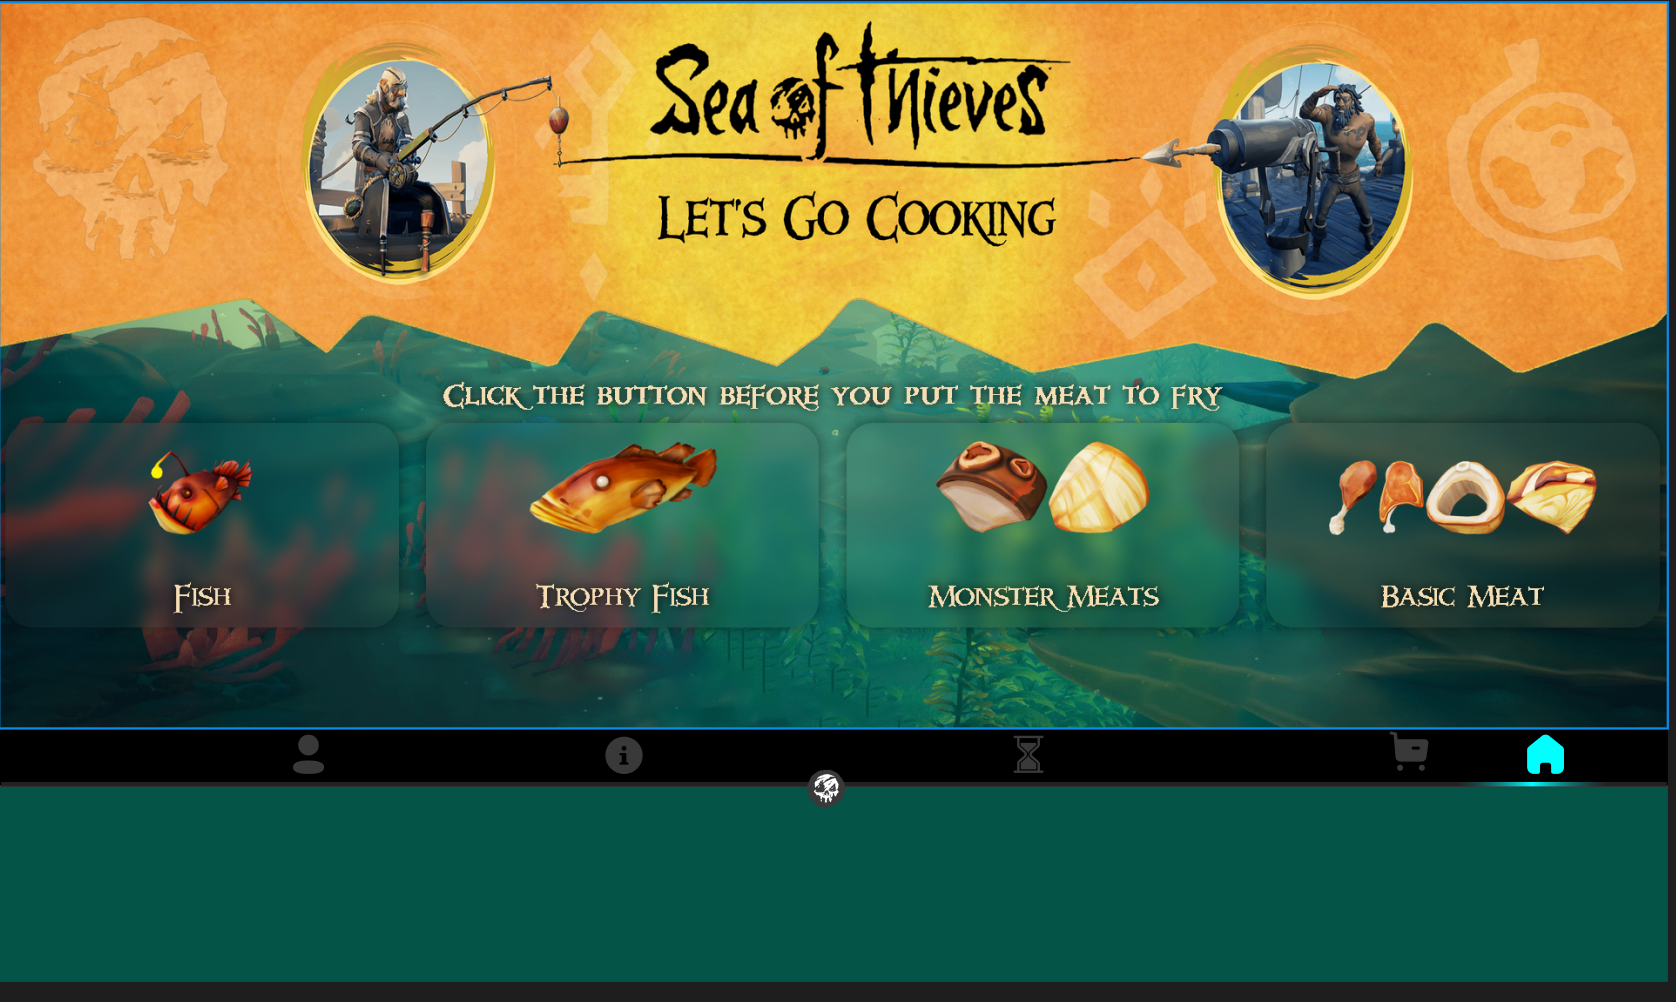 Sea of Thieves
Let's Go Cooking
Click the button before you put the meat to fry
Fish
Trophy Fish
Monster Meats
Basic Meat